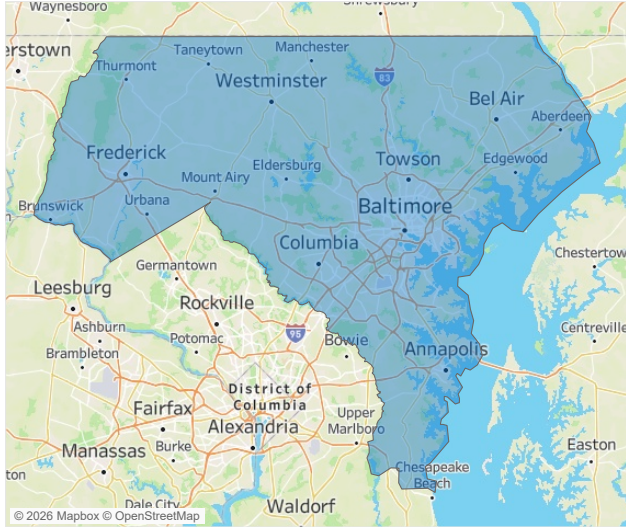 Waynesboro
Shrewsbury
erstown
Taneytown
Manchester
Thurmont
83
Westminster
Bel Air
Aberdeen
Frederick
Eldersburg
Towson
Edgewood
Mount Airy
Brunswick
Urbana
Baltimore
n
Columbia
Chestertow
Germantown
Leesburg
Rockville
Ashburn
95
Centreville
Potomac
Bowie
Brambleton
Annapolis
District of
Columbia
Fairfax
Upper
Marlboro
Alexandria
Burke
Easton
Manassas
Chesapeake
Beach
ton
Dale City
Waldorf
© 2026 Mapbox © OpenStreetMap